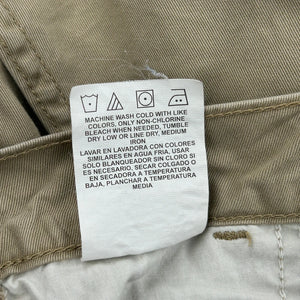 MACHINE WASH COLD WITH LIKE
COLORS, ONLY NON-CHLORINE
BLEACH WHEN NEEDED, TUMBLE
DRY LOW OR LINE DRY, MEDIUM
IRON
LAVAR EN LAVADORA CON COLORES
SIMILARES EN AGUA FRIA, USAR
SOLO BLANQUEADOR SIN CLORO SI
ES NECESARIO, SECAR COLGADO O
EN SECADORA A TEMPERATURA
BAJA, PLANCHAR A TEMPERATURA
MEDIA